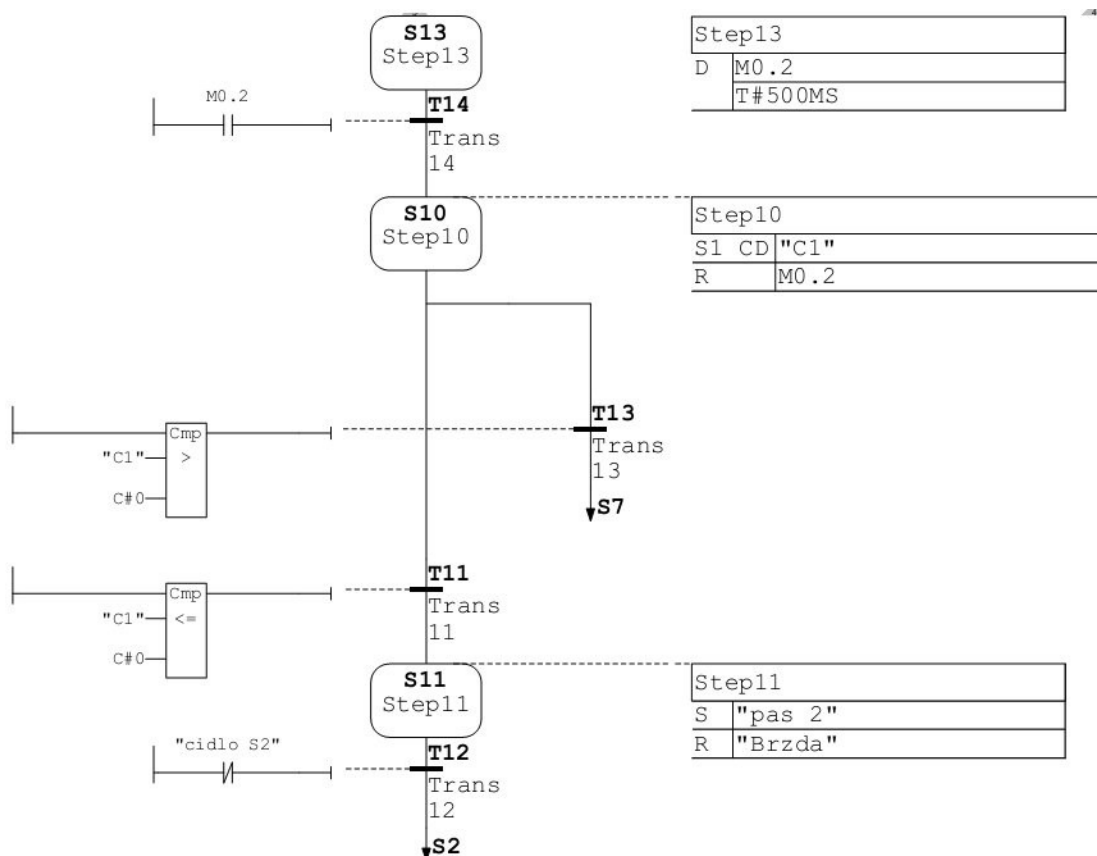 4
S13
Step13
Step13
D M0.2
T#500MS
M0.2
T14
Trans
14
S10
Step10
Step10
S1 CD "C1"
R M0.2
T13
Trans
13
Cmp
"C1"
>
C#0
S7
T11
Trans
11
Cmp
"C1"
<=
C#0
S11
Step11
Step11
S "pas 2"
R "Brzda"
"cidlo S2"
T12
Trans
12
S2